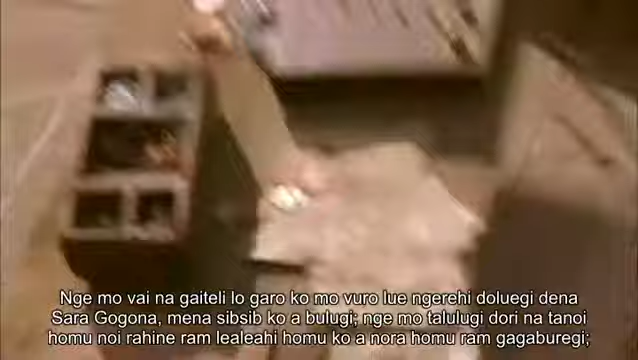 Nge mo vai na gaiteli lo garo ko mo vuro lue ngerehi doluegi dena
Sara Gogona, mena sibsib ko a bulugi; nge mo talulugi dori na tanoi
homu noi rahine ram lealeahi homu ko a nora homu ram gagaburegi;